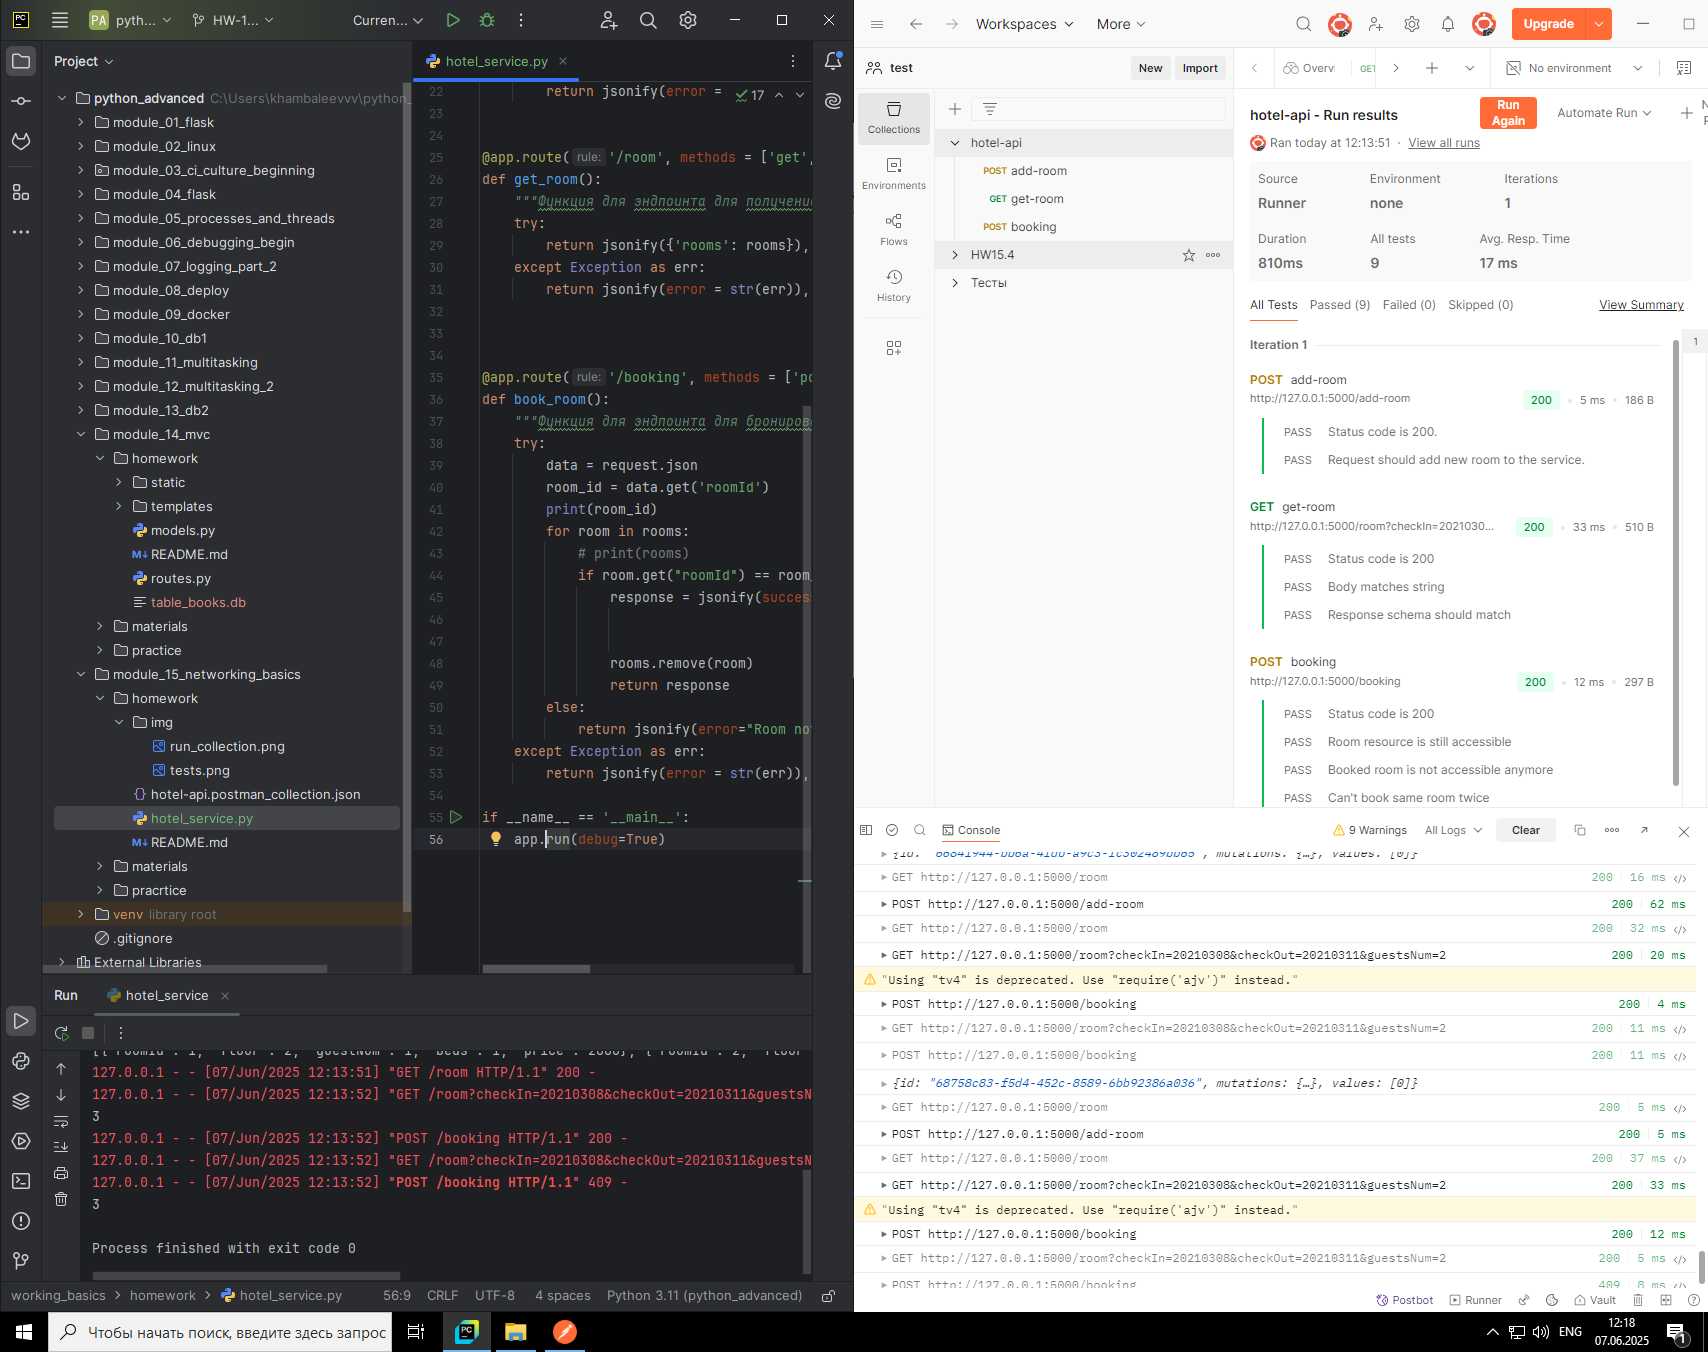 PC
PA
pyth...
HW-1...
Curren...
Project
python_advanced C:\Users\khambaleevvv\python_
module_01_flask
module_02_linux
module_03_ci_culture_beginning
module_04_flask
module_05_processes_and_threads
module_06_debugging_begin
module_07_logging_part_2
module_08_deploy
module_09_docker
module_10_db1
module_11_multitasking
module_12_multitasking_2
module_13_db2
module_14_mvc
homework
static
templates
models.py
README.md
routes.py
table_books.db
materials
practice
module_15_networking_basics
homework
img
run_collection.png
tests.png
hotel-api.postman_collection.json
hotel_service.py
README.md
materials
pracrtice
venv library root
.gitignore
External Libraries
hotel_service.py
17
22 return jsonify(error =
23
24
25 @app.route( rule: '/room', methods = ['get',
26 def get_room():
27 """Функция для эндпоинта для получение
28 try:
29 return jsonify({'rooms': rooms}),
30 except Exception as err:
31 return jsonify(error = str(err)),
32
33
34
35 @app.route( rule: '/booking', methods = ['po
36 def book_room():
37 """Функция для эндпоинта для брониров
38 try:
39 data = request.json
40 room_id = data.get('roomId')
41 print(room_id)
42 for room in rooms:
43 # print(rooms)
44 if room.get("roomId") == room_
45 response = jsonify(succes
46
47
48 rooms.remove(room)
49 return response
50 else:
51 return jsonify(error="Room no
52 except Exception as err:
53 return jsonify(error = str(err)),
54
55 if __name__ == '__main__':
56 app.run(debug=True)
Run hotel_service
127.0.0.1 - - [07/Jun/2025 12:13:51] "GET /room HTTP/1.1" 200 -
127.0.0.1 - - [07/Jun/2025 12:13:52] "GET /room?checkIn=20210308&checkOut=20210311&guestsN
3
127.0.0.1 - - [07/Jun/2025 12:13:52] "POST /booking HTTP/1.1" 200 -
127.0.0.1 - - [07/Jun/2025 12:13:52] "GET /room?checkIn=20210308&checkOut=20210311&guestsN
127.0.0.1 - - [07/Jun/2025 12:13:52] "POST /booking HTTP/1.1" 409 -
3
Process finished with exit code 0
working_basics > homework > hotel_service.py 56:9 CRLF UTF-8 4 spaces Python 3.11 (python_advanced)
Workspaces More Upgrade
test New Import
Overv GET No environment
Collections
Environments
Flows
History
hotel-api
POST add-room
GET get-room
POST booking
HW15.4
Тесты
hotel-api - Run results
Run Again
Automate Run
Ran today at 12:13:51 · View all runs
Source Environment Iterations
Runner none 1
Duration All tests Avg. Resp. Time
810ms 9 17 ms
All Tests Passed (9) Failed (0) Skipped (0) View Summary
Iteration 1
1
POST add-room
http://127.0.0.1:5000/add-room 200 5 ms 186 B
PASS Status code is 200.
PASS Request should add new room to the service.
GET get-room
http://127.0.0.1:5000/room?checkIn=2021030... 200 33 ms 510 B
PASS Status code is 200
PASS Body matches string
PASS Response schema should match
POST booking
http://127.0.0.1:5000/booking 200 12 ms 297 B
PASS Status code is 200
PASS Room resource is still accessible
PASS Booked room is not accessible anymore
PASS Can't book same room twice
Console 9 Warnings All Logs Clear
GET http://127.0.0.1:5000/room 200 16 ms
POST http://127.0.0.1:5000/add-room 200 62 ms
GET http://127.0.0.1:5000/room 200 32 ms
GET http://127.0.0.1:5000/room?checkIn=20210308&checkOut=20210311&guestsNum=2 200 20 ms
"Using "tv4" is deprecated. Use "require('ajv')" instead."
POST http://127.0.0.1:5000/booking 200 4 ms
GET http://127.0.0.1:5000/room?checkIn=20210308&checkOut=20210311&guestsNum=2 200 11 ms
POST http://127.0.0.1:5000/booking 200 11 ms
{id: "68758c83-f5d4-452c-8589-6bb92386a036", mutations: {…}, values: [0]}
GET http://127.0.0.1:5000/room 200 5 ms
POST http://127.0.0.1:5000/add-room 200 5 ms
GET http://127.0.0.1:5000/room 200 37 ms
GET http://127.0.0.1:5000/room?checkIn=20210308&checkOut=20210311&guestsNum=2 200 33 ms
"Using "tv4" is deprecated. Use "require('ajv')" instead."
POST http://127.0.0.1:5000/booking 200 12 ms
GET http://127.0.0.1:5000/room?checkIn=20210308&checkOut=20210311&guestsNum=2 200 5 ms
POST http://127.0.0.1:5000/booking 409 8 ms
Postbot Runner Vault
Чтобы начать поиск, введите здесь запрос
PC
ENG
12:18
07.06.2025
1